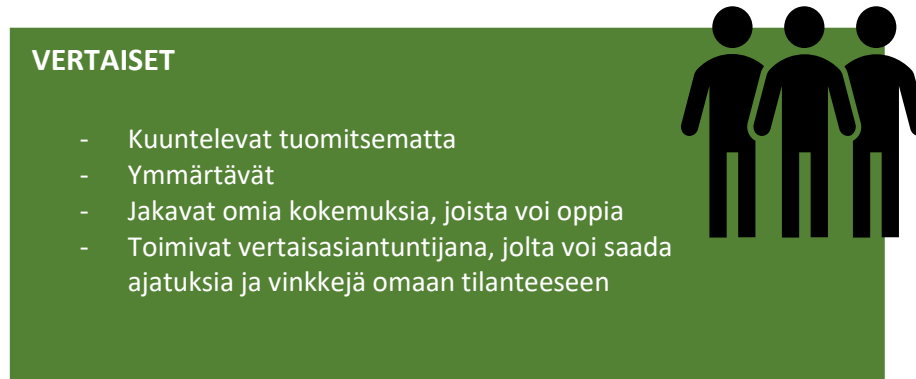 VERTAISET
- Kuuntelevat tuomitsematta
- Ymmärtävät
- Jakavat omia kokemuksia, joista voi oppia
- Toimivat vertaisasiantuntijana, jolta voi saada
ajatuksia ja vinkkejä omaan tilanteeseen